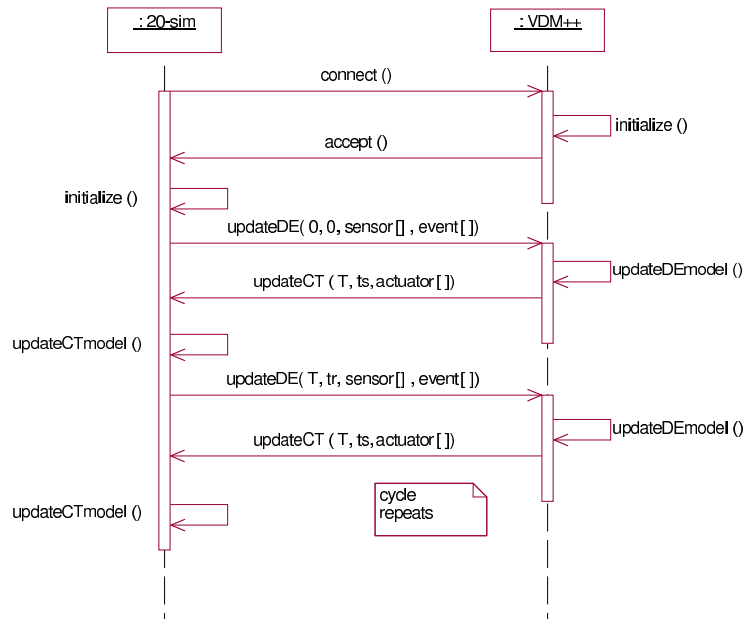 : 20-sim
: VDM++
connect ()
initialize ()
accept ()
initialize ()
updateDE( 0, 0, sensor[] , event[ ])
updateDEmodel ()
updateCT ( T, ts, actuator[ ])
updateCTmodel ()
updateDE( T, tr, sensor[] , event[ ])
updateDEmodel ()
updateCT ( T, ts, actuator[ ])
cycle
repeats
updateCTmodel ()